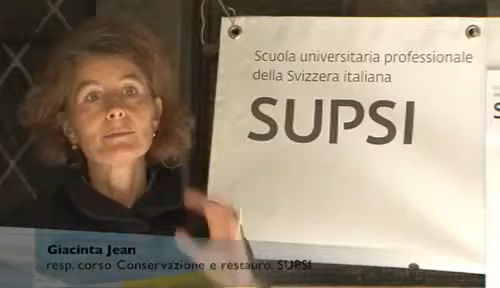 Scuola universitaria professionale
della Svizzera italiana
SUPSI
Giacinta Jean
resp. corso Conservazione e restauro, SUPSI